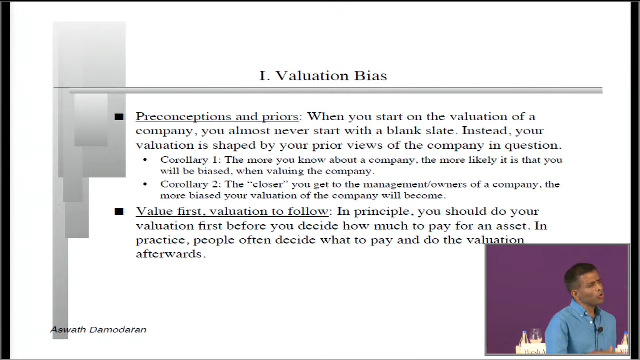 I. Valuation Bias
Preconceptions and priors: When you start on the valuation of a
company, you almost never start with a blank slate. Instead, your
valuation is shaped by your prior views of the company in question.
Corollary 1: The more you know about a company, the more likely it is that you
will be biased, when valuing the company.
Corollary 2: The “closer” you get to the management/owners of a company, the
more biased your valuation of the company will become.
Value first, valuation to follow: In principle, you should do your
valuation first before you decide how much to pay for an asset. In
practice, people often decide what to pay and do the valuation
afterwards.
Aswath Damodaran